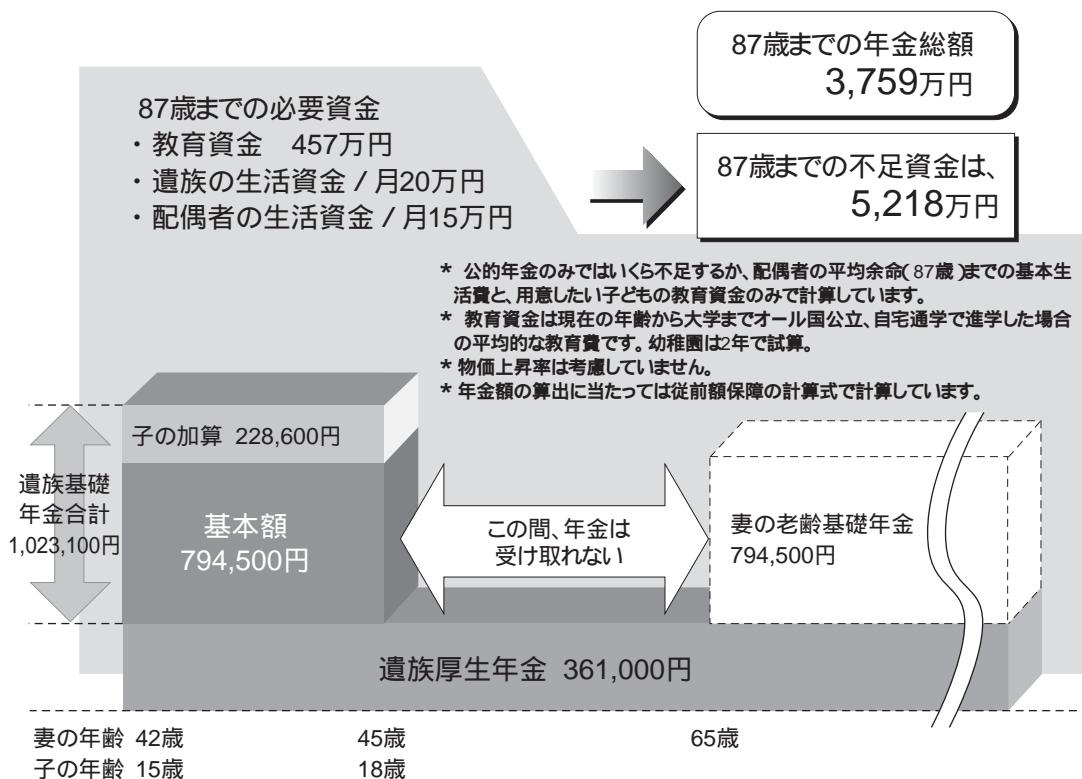 87歳までの年金総額
3,759万円
87歳までの必要資金
・教育資金 457万円
・遺族の生活資金/月20万円
・配偶者の生活資金/月15万円
87歳までの不足資金は、
5,218万円
* 公的年金のみではいくら不足するか、配偶者の平均余命(87歳)までの基本生
活費と、用意したい子どもの教育資金のみで計算しています。
* 教育資金は現在の年齢から大学までオール国公立、自宅通学で進学した場合
の平均的な教育費です。幼稚園は2年で試算。
* 物価上昇率は考慮していません。
* 年金額の算出に当たっては従前額保障の計算式で計算しています。
子の加算 228,600円
遺族基礎
年金合計
1,023,100円
基本額
794,500円
この間、年金は
受け取れない
妻の老齢基礎年金
794,500円
遺族厚生年金 361,000円
妻の年齢 42歳 45歳 65歳
子の年齢 15歳 18歳